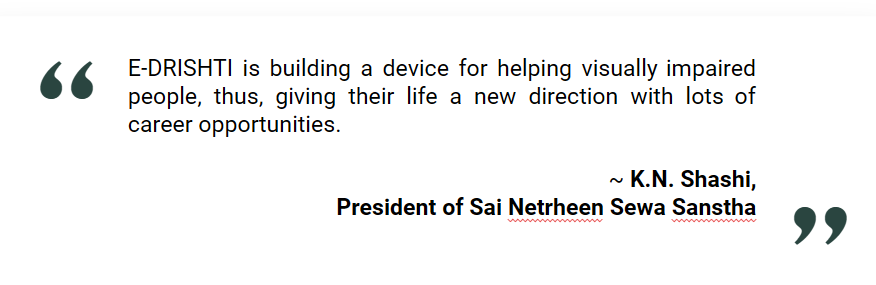 “
E-DRISHTI is building a device for helping visually impaired
people, thus, giving their life a new direction with lots of
career opportunities.
~ K.N. Shashi,
President of Sai Netrheen Sewa Sanstha
”